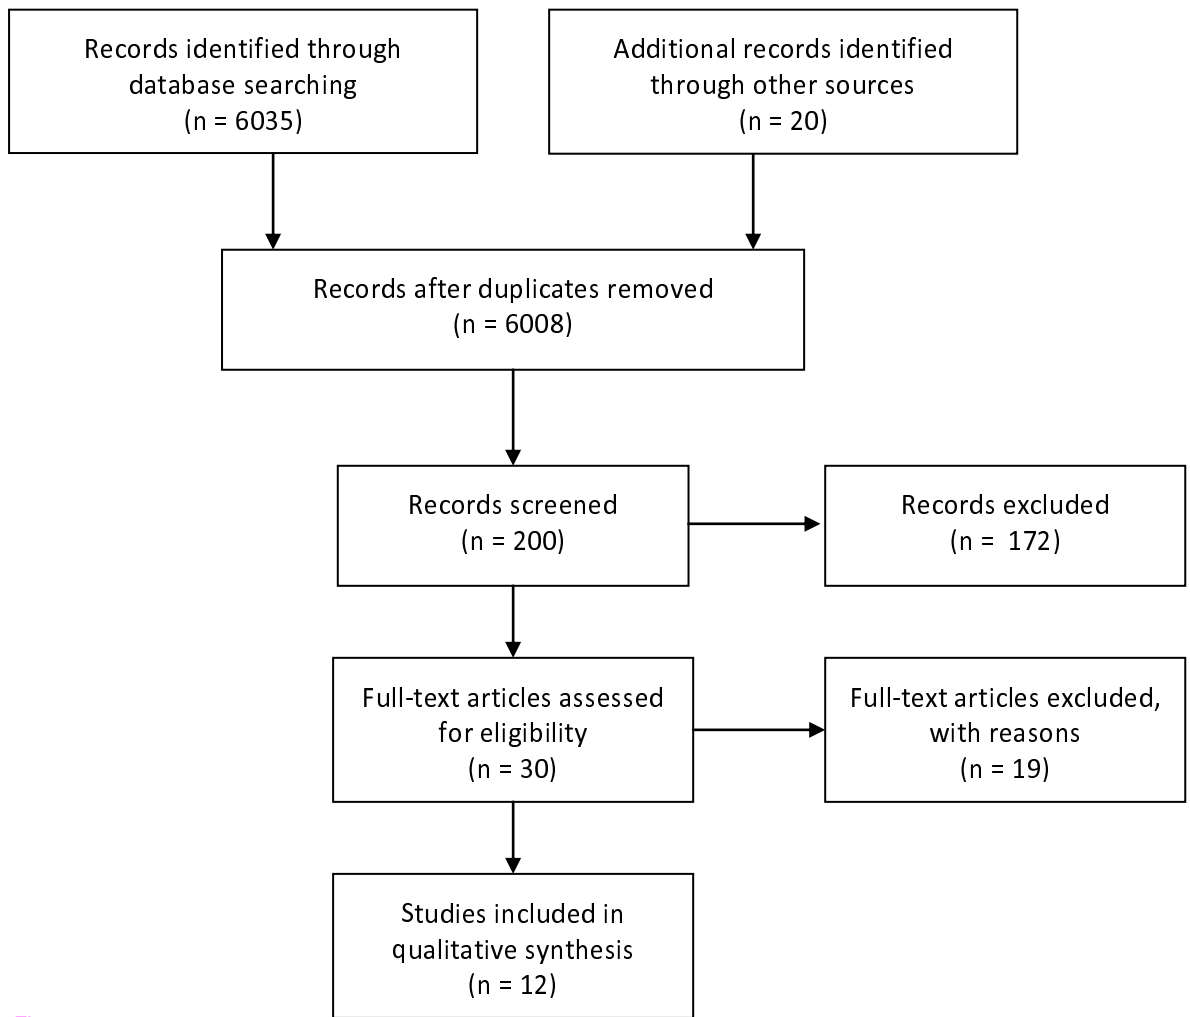 Records identified through
database searching
(n = 6035)
Additional records identified
through other sources
(n = 20)
Records after duplicates removed
(n = 6008)
Records screened
(n = 200)
Records excluded
(n =  172)
Full-text articles assessed
for eligibility
(n = 30)
Full-text articles excluded,
with reasons
(n = 19)
Studies included in
qualitative synthesis
(n = 12)